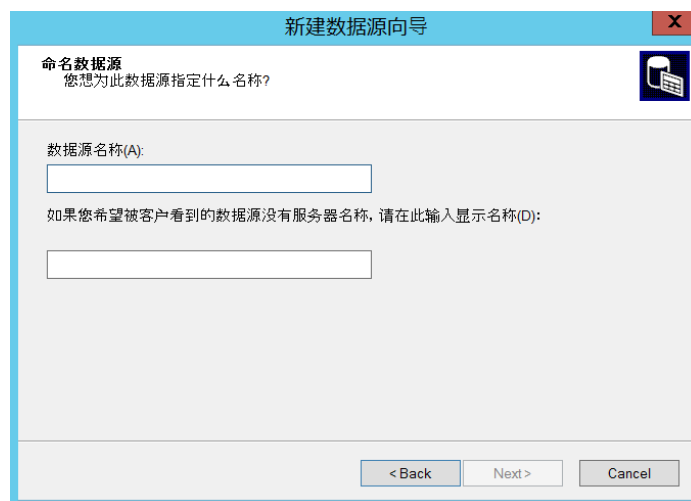 新建数据源向导
X
命名数据源
您想为此数据源指定什么名称?
数据源名称(A):
如果您希望被客户看到的数据源没有服务器名称,请在此输入显示名称(D):
< Back Next > Cancel